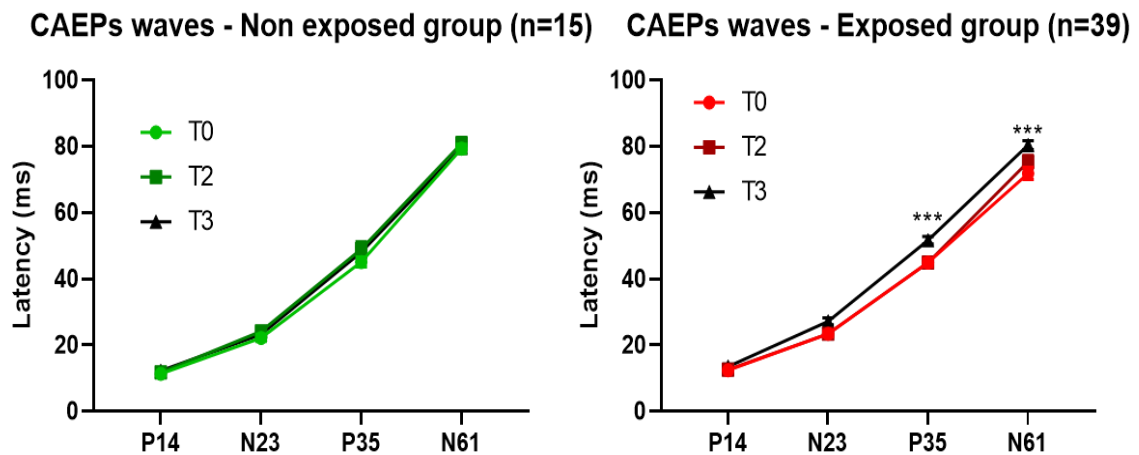 CAEPs waves - Non exposed group (n=15)
100
80
60
40
20
0
Latency (ms)
T0
T2
T3
P14
N23
P35
N61
CAEPs waves - Exposed group (n=39)
100
80
60
40
20
0
Latency (ms)
T0
T2
T3
***
***
P14
N23
P35
N61